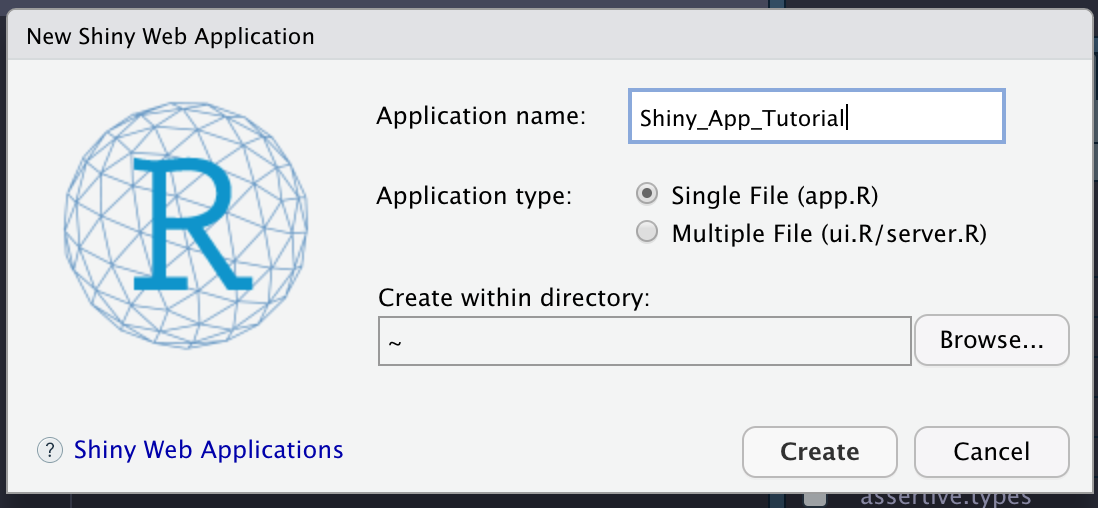 New Shiny Web Application
Application name:
Shiny_App_Tutorial
Application type:
Single File (app.R)
Multiple File (ui.R/server.R)
Create within directory:
~
Browse...
R
? Shiny Web Applications
Create
Cancel
assertive.types